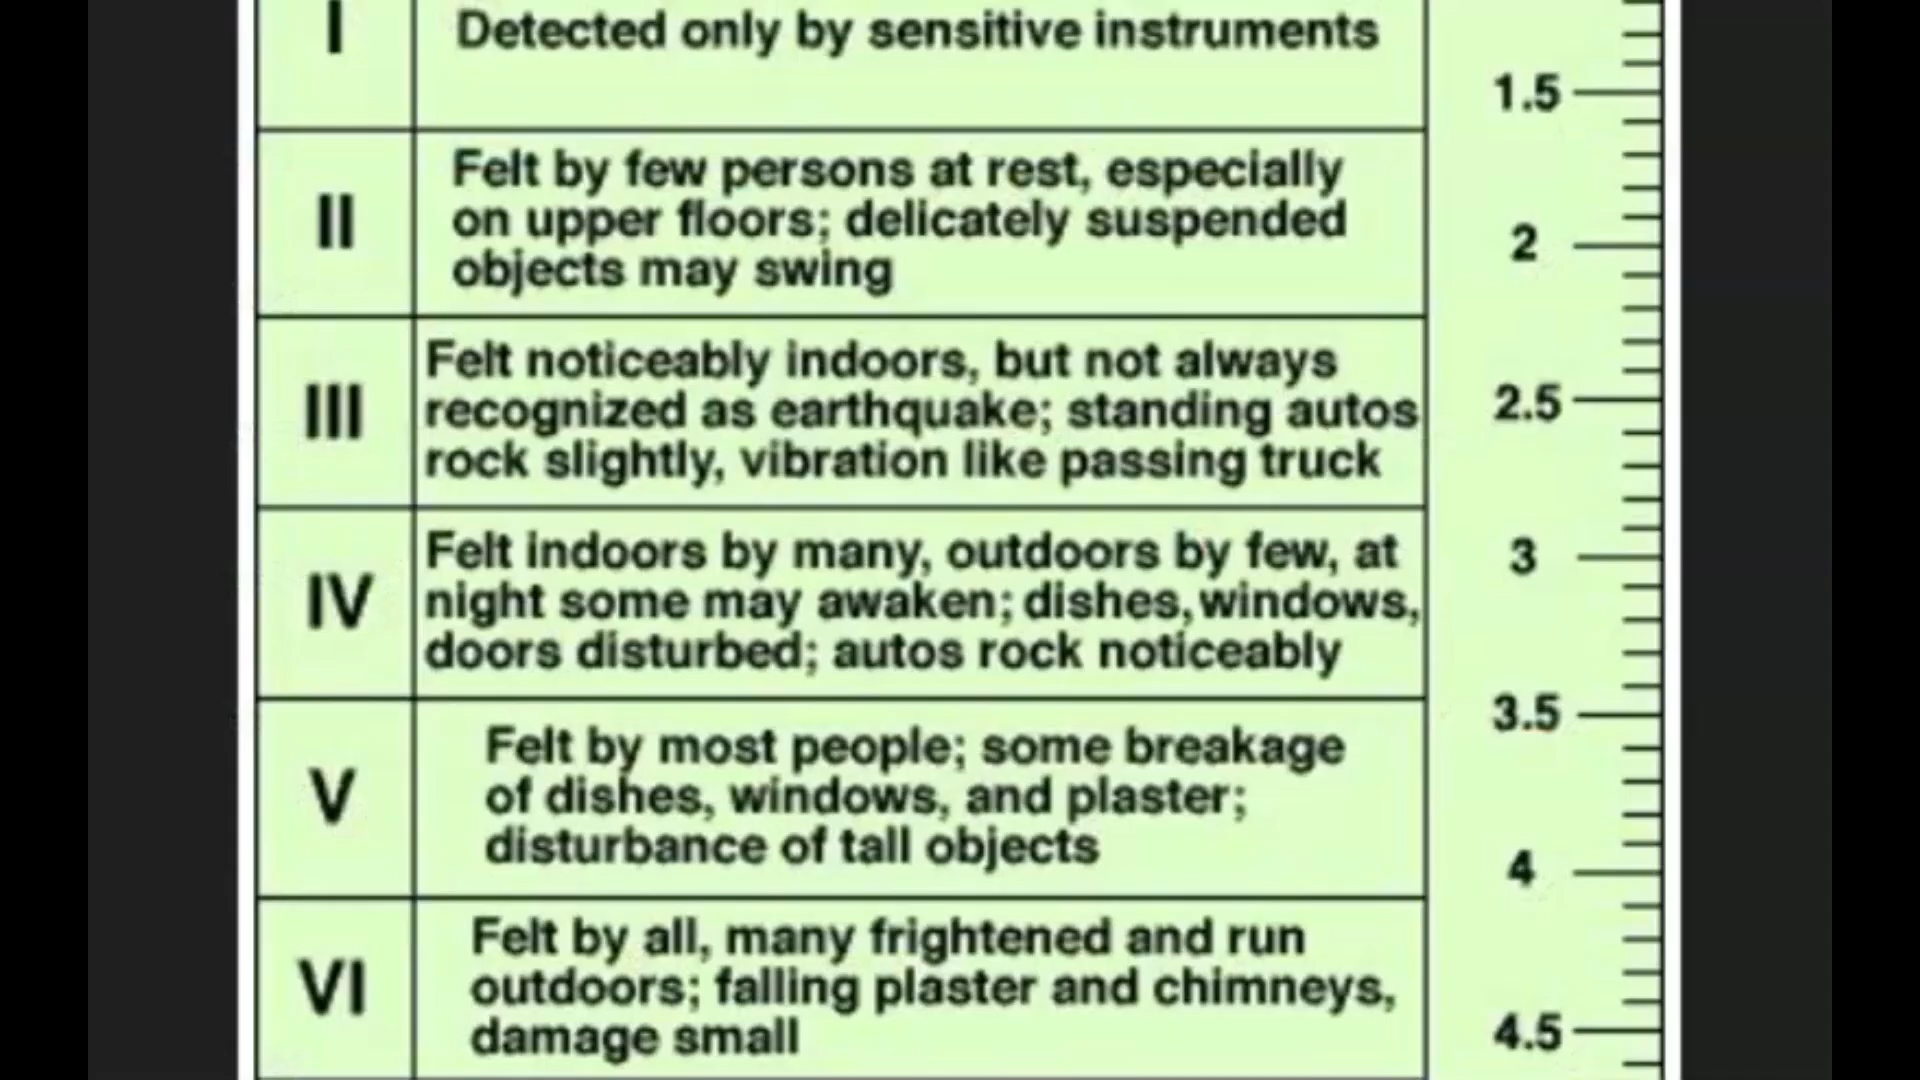 I
Detected only by sensitive instruments
1.5
II
Felt by few persons at rest, especially
on upper floors; delicately suspended
objects may swing
2
III
Felt noticeably indoors, but not always
recognized as earthquake; standing autos
rock slightly, vibration like passing truck
2.5
IV
Felt indoors by many, outdoors by few, at
night some may awaken; dishes, windows,
doors disturbed; autos rock noticeably
3
3.5
V
Felt by most people; some breakage
of dishes, windows, and plaster;
disturbance of tall objects
4
VI
Felt by all, many frightened and run
outdoors; falling plaster and chimneys,
damage small
4.5